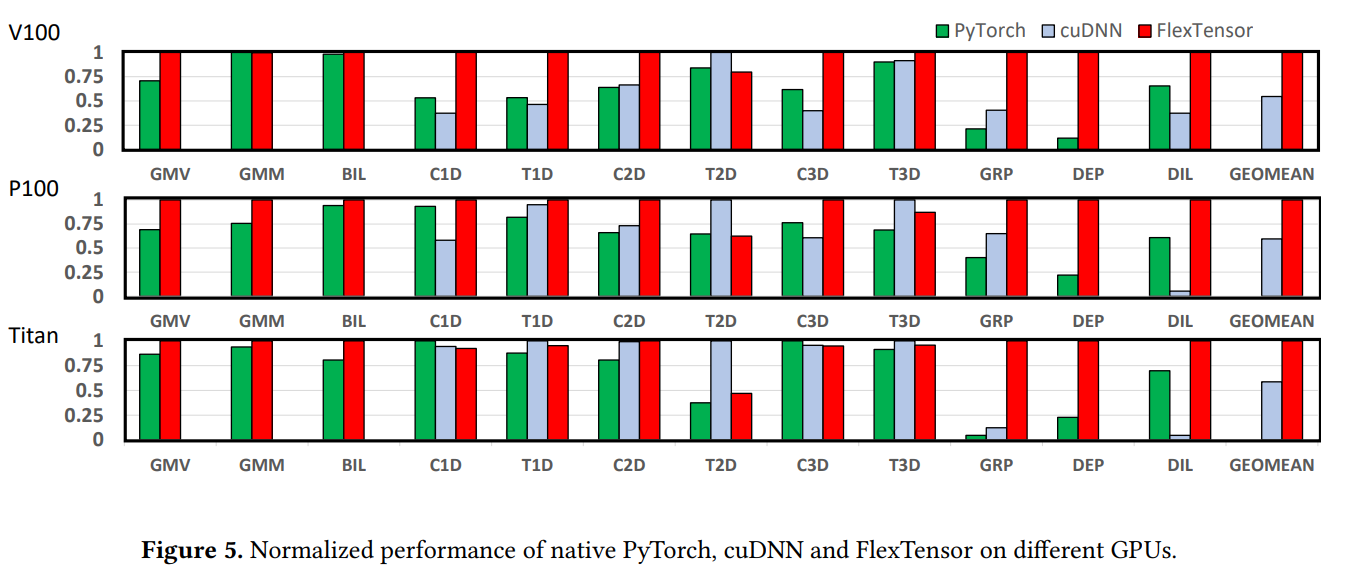 V100
PyTorch cuDNN FlexTensor
1
0.75
0.5
0.25
0
GMV GMM BIL C1D T1D C2D T2D C3D T3D GRP DEP DIL GEOMEAN
P100
1
0.75
0.5
0.25
0
GMV GMM BIL C1D T1D C2D T2D C3D T3D GRP DEP DIL GEOMEAN
Titan
1
0.75
0.5
0.25
0
GMV GMM BIL C1D T1D C2D T2D C3D T3D GRP DEP DIL GEOMEAN
Figure 5. Normalized performance of native PyTorch, cuDNN and FlexTensor on different GPUs.